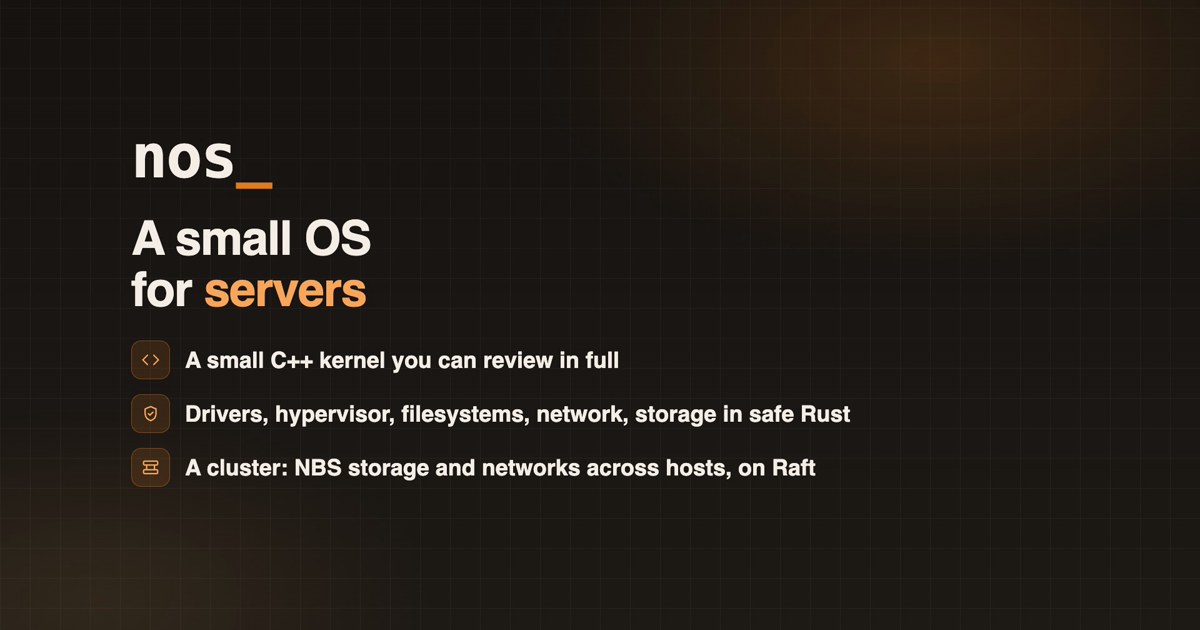 nos_
A small OS
for servers
A small C++ kernel you can review in full
Drivers, hypervisor, filesystems, network, storage in safe Rust
A cluster: NBS storage and networks across hosts, on Raft